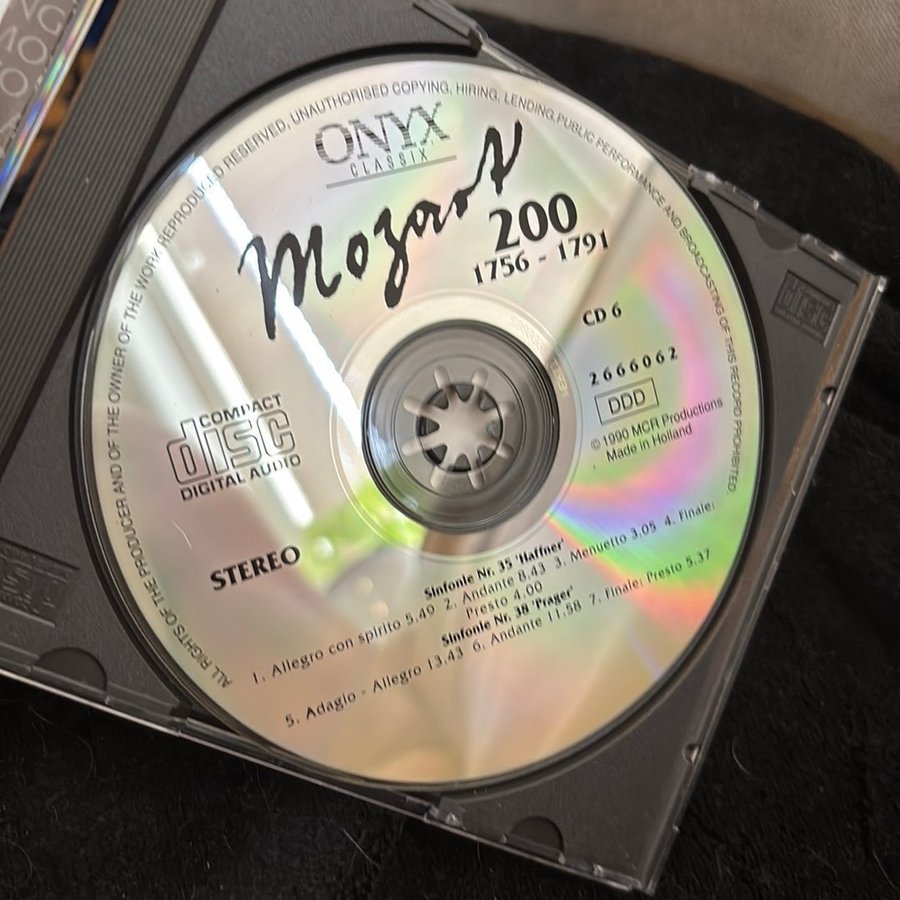 ALL RIGHTS OF THE PRODUCER AND OF THE OWNER OF THE WORK REPRODUCED RESERVED, UNAUTHORISED COPYING, HIRING, LENDING, PUBLIC PERFORMANCE AND BROADCASTING OF THIS RECORD PROHIBITED.
ONYX
CLASSIX
Mozart
200
1756 - 1791
CD 6
2666062
DDD
© 1990 MCR Productions
Made in Holland
COMPACT
disc
DIGITAL AUDIO
STEREO
Sinfonie Nr. 35 'Haffner'
1. Allegro con spirito 5.40 2. Andante 8.43 3. Menuetto 3.05 4. Finale:
Presto 4.00
Sinfonie Nr. 38 'Prager'
5. Adagio - Allegro 13.43 6. Andante 11.58 7. Finale: Presto 5.37